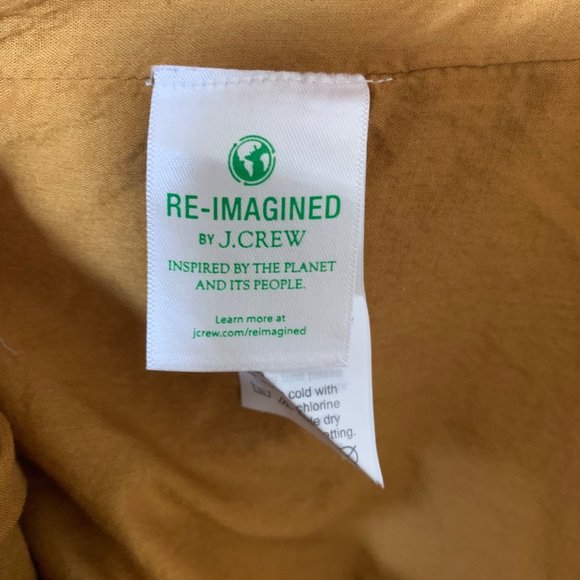 RE-IMAGINED
BY J.CREW
INSPIRED BY THE PLANET
AND ITS PEOPLE.
Learn more at
jcrew.com/reimagined
cold with
chlorine
dry